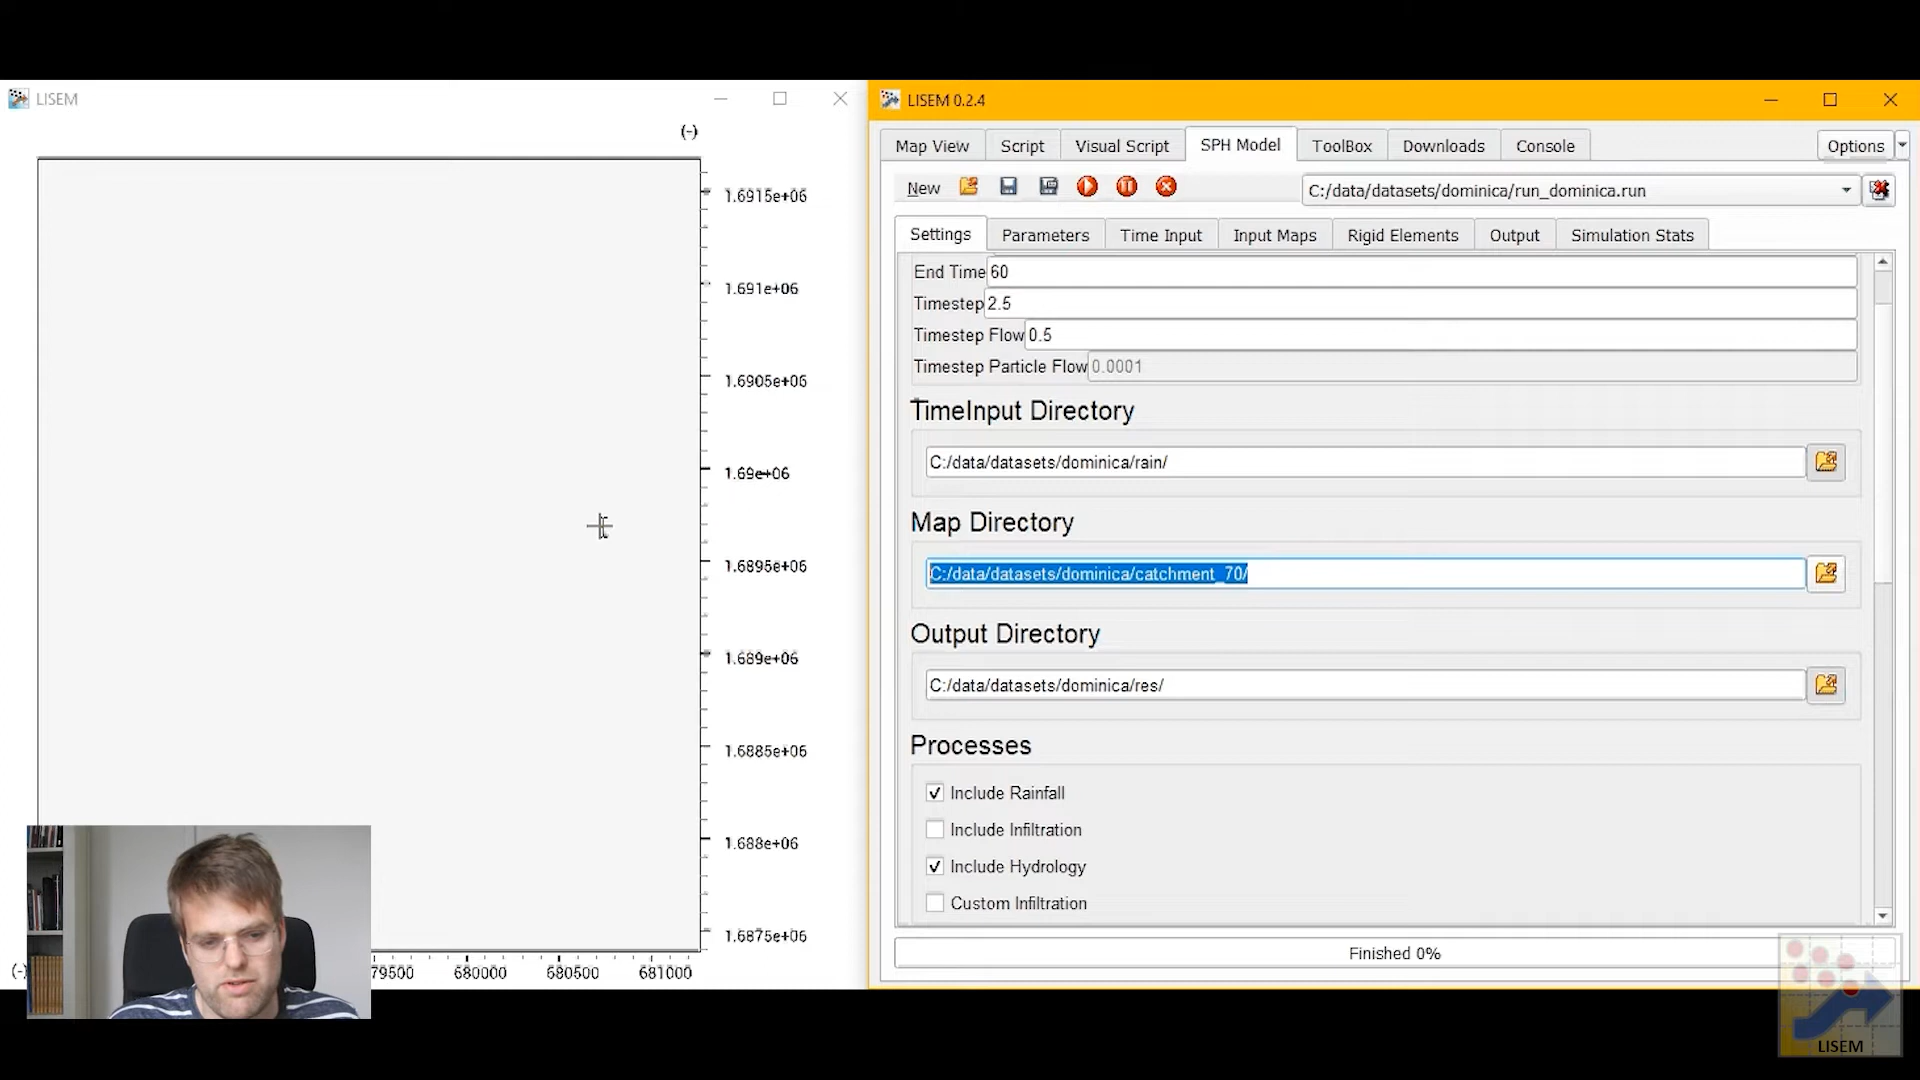 LISEM
(-)
1.6915e+06
1.691e+06
1.6905e+06
1.69e+06
1.6895e+06
1.689e+06
1.6885e+06
1.688e+06
1.6875e+06
(-)
79500 680000 680500 681000
LISEM 0.2.4
Map View Script Visual Script SPH Model ToolBox Downloads Console Options
New C:/data/datasets/dominica/run_dominica.run
Settings Parameters Time Input Input Maps Rigid Elements Output Simulation Stats
End Time 60
Timestep 2.5
Timestep Flow 0.5
Timestep Particle Flow 0.0001
TimeInput Directory
C:/data/datasets/dominica/rain/
Map Directory
C:/data/datasets/dominica/catchment_70/
Output Directory
C:/data/datasets/dominica/res/
Processes
Include Rainfall
Include Infiltration
Include Hydrology
Custom Infiltration
Finished 0%
LISEM